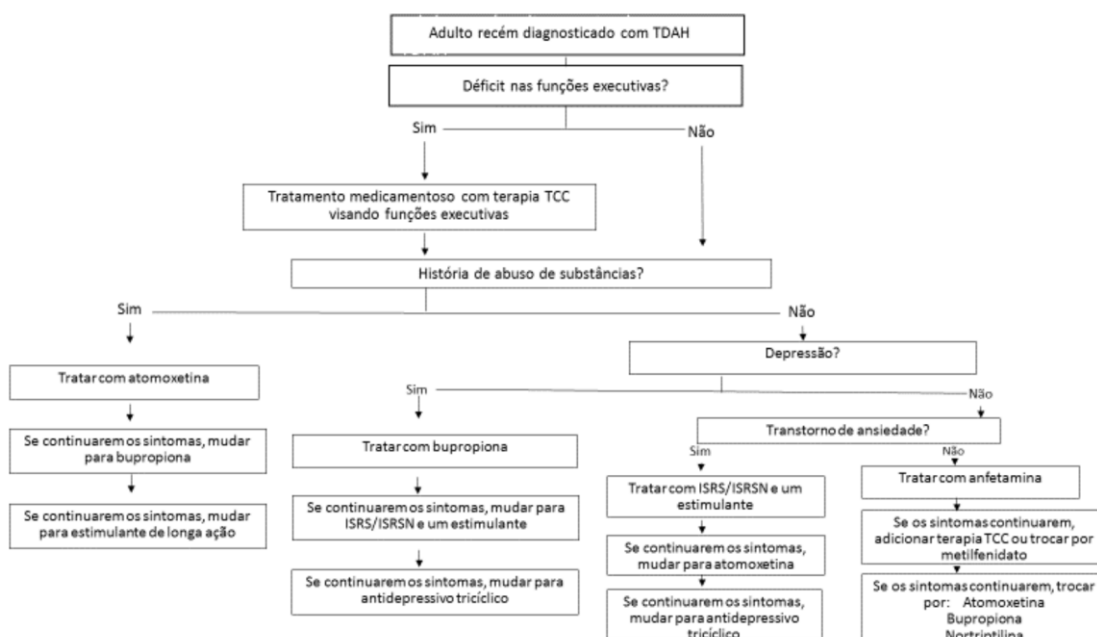 Adulto recém diagnosticado com TDAH
Déficit nas funções executivas?
Sim
Não
Tratamento medicamentoso com terapia TCC
visando funções executivas
História de abuso de substâncias?
Sim
Não
Depressão?
Tratar com atomoxetina
Sim
Não
Transtorno de ansiedade?
Se continuarem os sintomas, mudar
para bupropiona
Tratar com bupropiona
Sim
Não
Tratar com ISRS/ISRSN e um
estimulante
Tratar com anfetamina
Se continuarem os sintomas, mudar
para estimulante de longa ação
Se continuarem os sintomas, mudar para
ISRS/ISRSN e um estimulante
Se os sintomas continuarem,
adicionar terapia TCC ou trocar por
metilfenidato
Se continuarem os sintomas,
mudar para atomoxetina
Se continuarem os sintomas, mudar para
antidepressivo tricíclico
Se continuarem os sintomas,
mudar para antidepressivo
tricíclico
Se os sintomas continuarem, trocar
por: Atomoxetina
Bupropiona
Nortriptilina